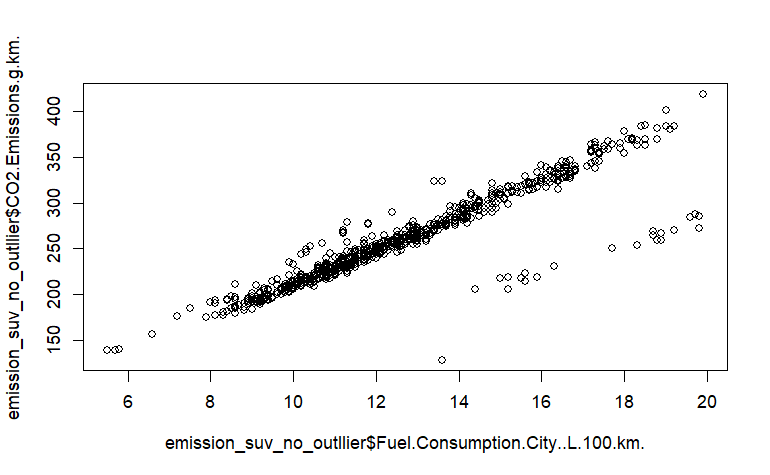 emission_suv_no_outllier$CO2.Emissions.g.km.
400
350
300
250
200
150
6 8 10 12 14 16 18 20
emission_suv_no_outllier$Fuel.Consumption.City..L.100.km.